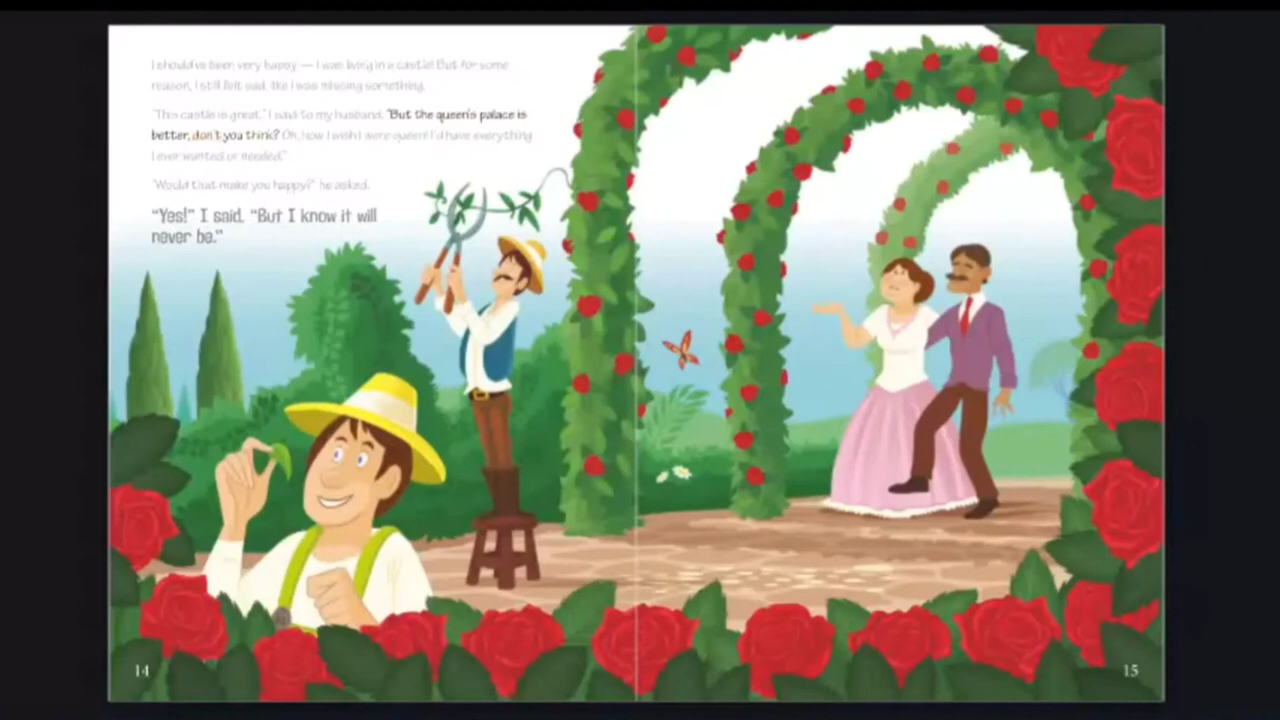 I should've been very happy — I was living in a castle! But for some
reason, I still felt sad, like I was missing something.
"This castle is great," I said to my husband. "But the queen's palace is
better, don't you think? Oh, how I wish I were queen! I'd have everything
I ever wanted or needed."
"Would that make you happy?" he asked.
"Yes!" I said. "But I know it will
never be."
14
15